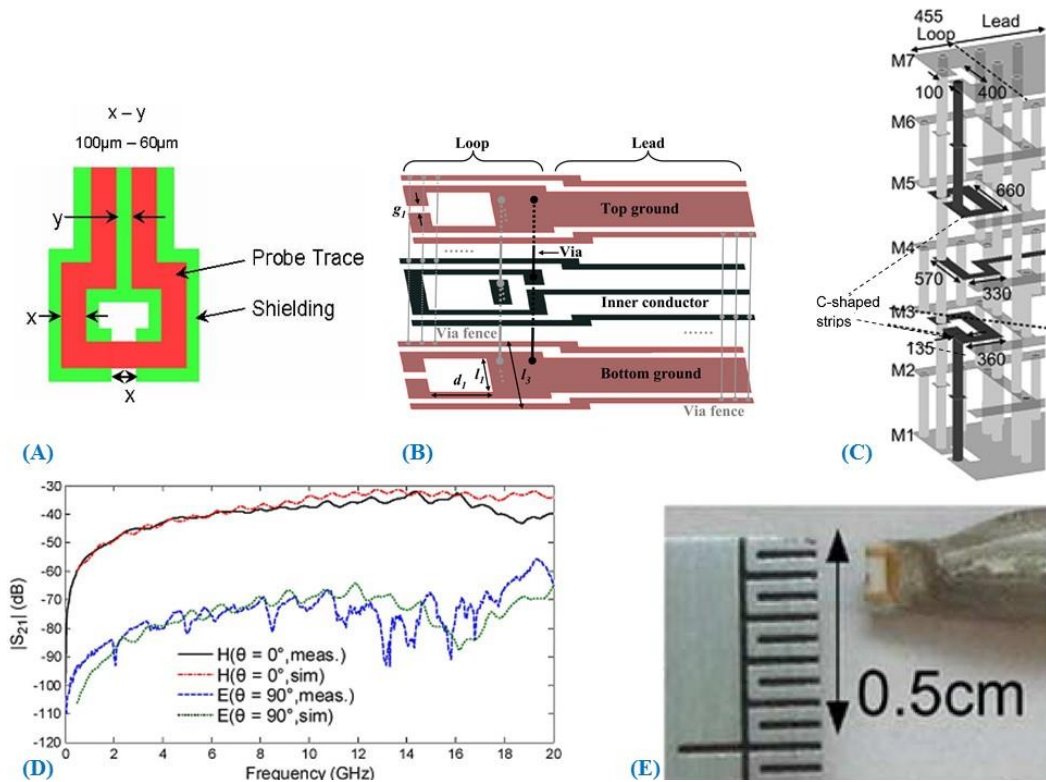 x – y
100µm – 60µm
y
Probe Trace
x
Shielding
x
(A)
Loop
Lead
g1
Top ground
Via
Inner conductor
Via fence
l1
d1
l3
Bottom ground
Via fence
(B)
455
Loop
Lead
M7
100
400
M6
M5
660
M4
570
330
C-shaped
strips
M3
135
360
M2
M1
(C)
-30
-40
-50
-60
-70
-80
-90
-100
-110
-120
|S21| (dB)
H(θ = 0°,meas.)
H(θ = 0°,sim)
E(θ = 90°,meas.)
E(θ = 90°,sim)
0 2 4 6 8 10 12 14 16 18 20
Frequency (GHz)
(D)
0.5cm
(E)